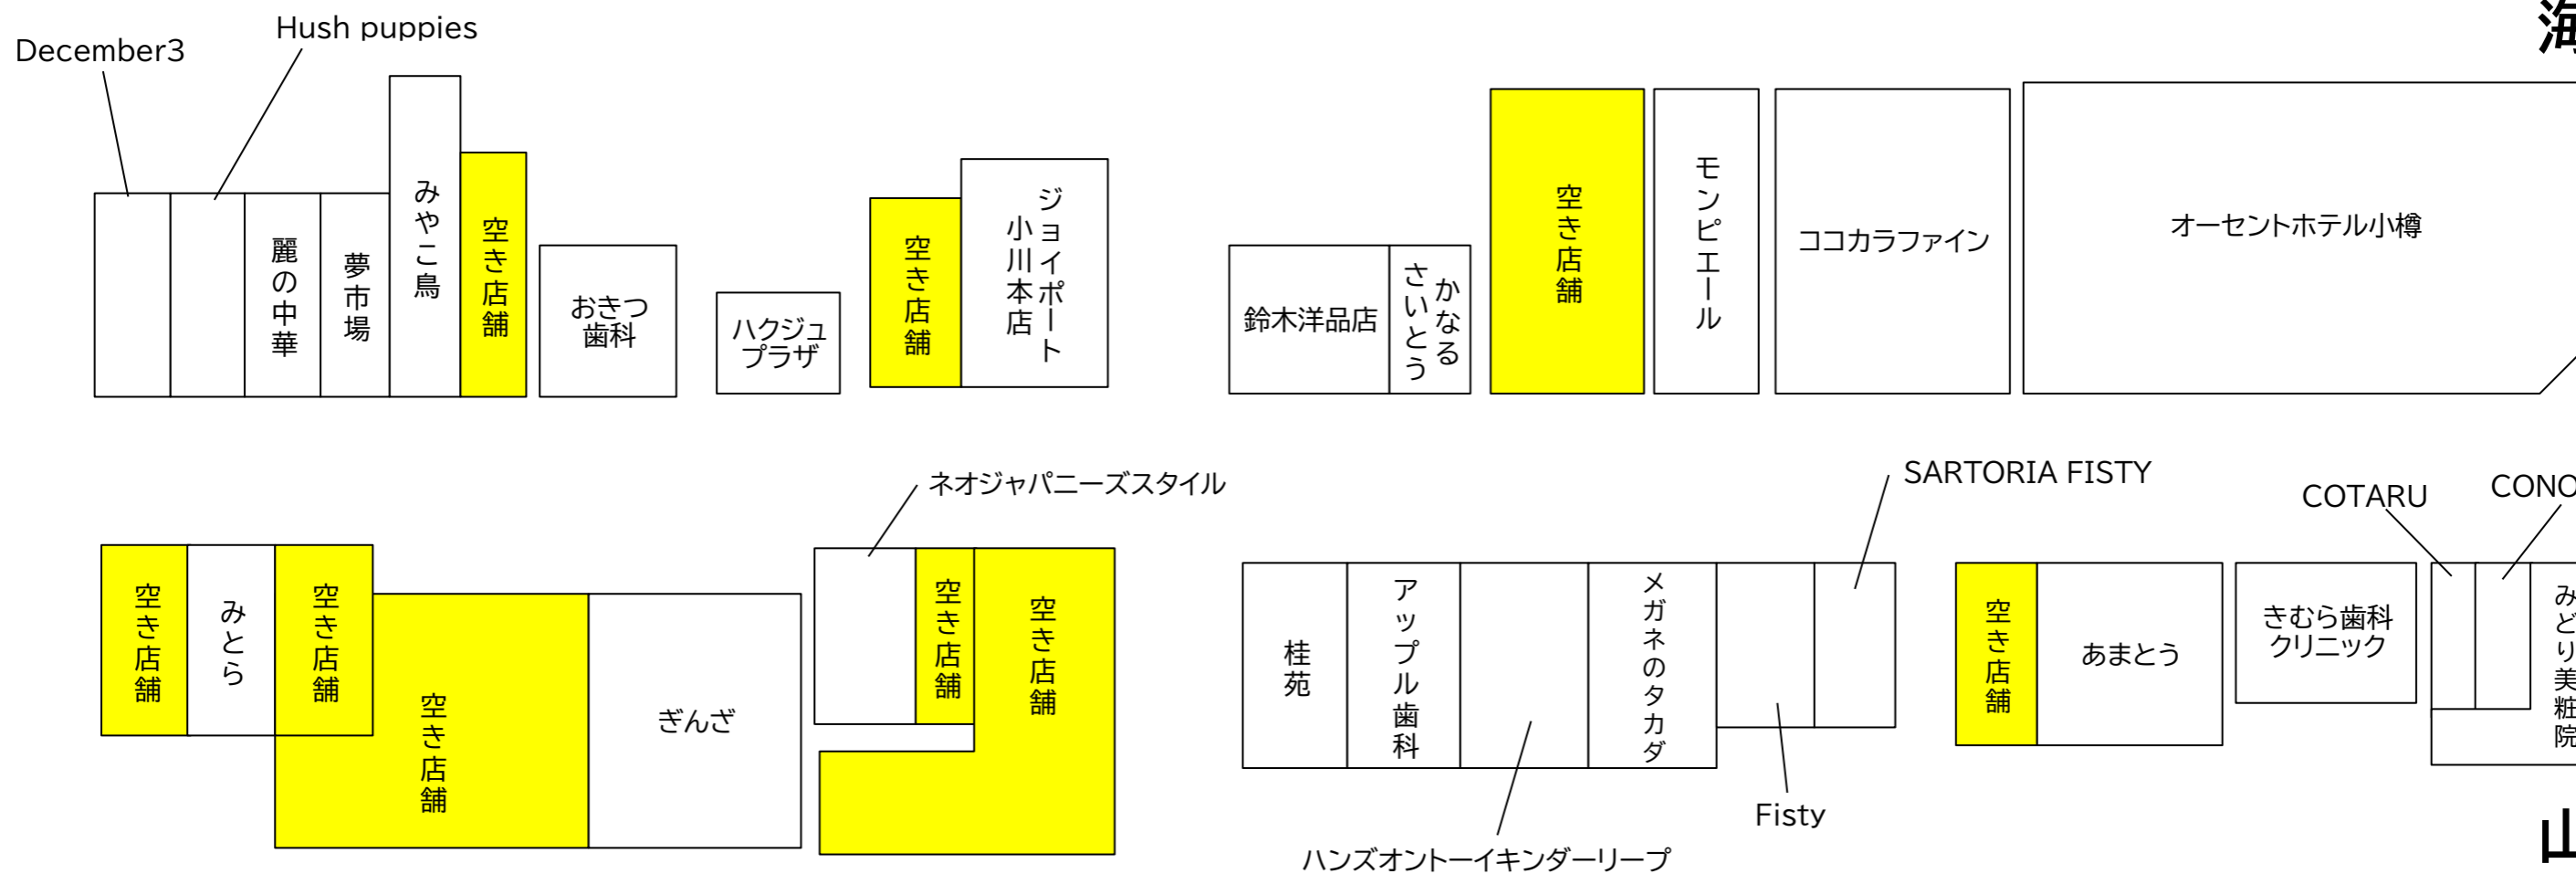 海
December3
Hush puppies
麗の中華
夢市場
みやこ鳥
空き店舗
おきつ
歯科
ハクジュ
プラザ
空き店舗
ジョイポート
小川本店
鈴木洋品店
かなる
さいとう
空き店舗
モンピエール
ココカラファイン
オーセントホテル小樽
空き店舗
みとら
空き店舗
空き店舗
ぎんざ
ネオジャパニーズスタイル
空き店舗
空き店舗
桂苑
アップル歯科
ハンズオントーイキンダーリープ
メガネのタカダ
Fisty
SARTORIA FISTY
空き店舗
あまとう
きむら歯科
クリニック
COTARU
CONO
みどり美粧院
山